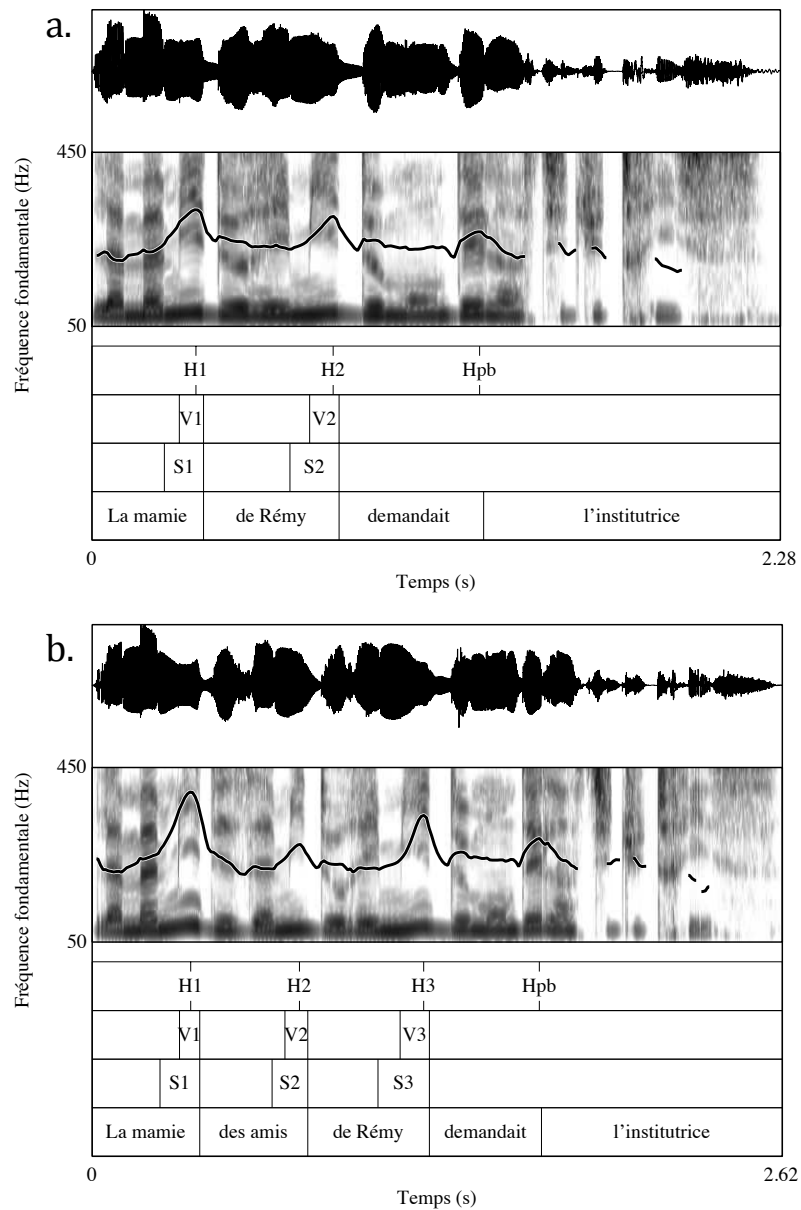 a.
450
Fréquence fondamentale (Hz)
50
H1 H2 Hpb
V1 V2
S1 S2
La mamie de Rémy demandait l’institutrice
0 2.28
Temps (s)
b.
450
Fréquence fondamentale (Hz)
50
H1 H2 H3 Hpb
V1 V2 V3
S1 S2 S3
La mamie des amis de Rémy demandait l’institutrice
0 2.62
Temps (s)